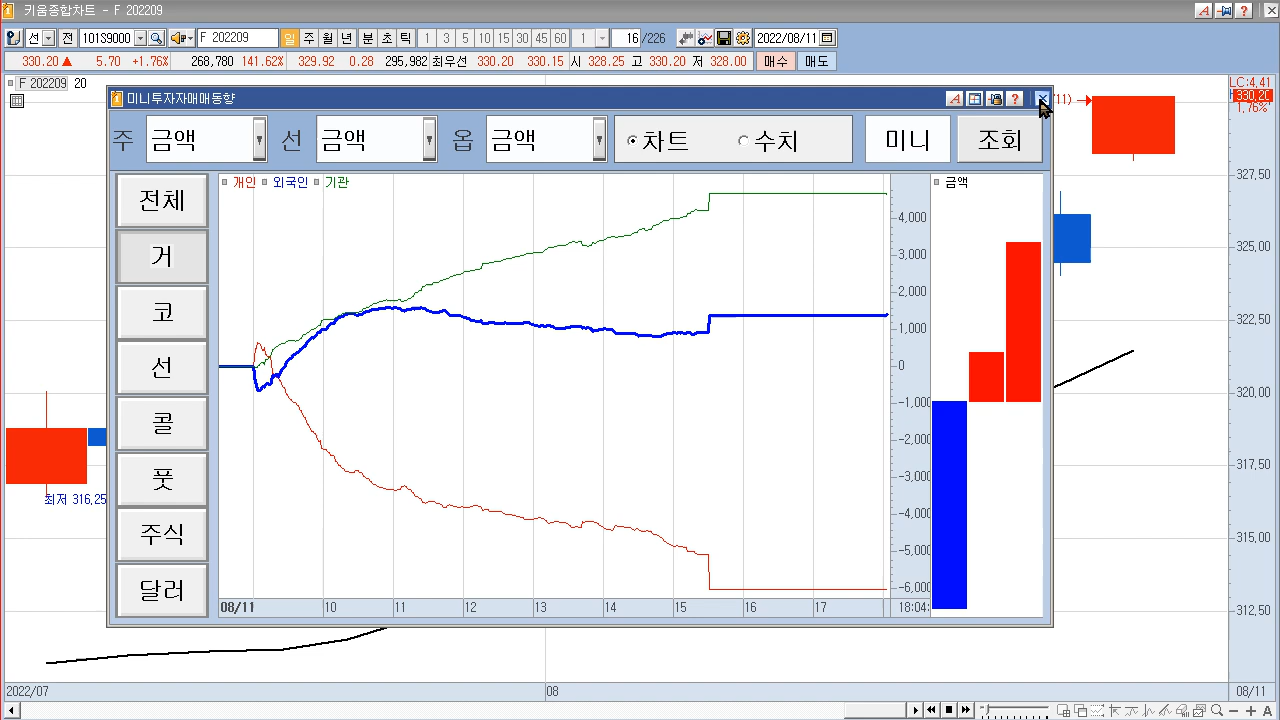 키움종합차트 - F 202209
선 전 101S9000 F 202209 일 주 월 년 분 초 틱 1 3 5 10 15 30 45 60 1 16 /226 2022/08/11
330.20 ▲ 5.70 +1.76% 268,780 141.62% 329.92 0.28 295,982 최우선 330.20 330.15 시 328.25 고 330.20 저 328.00 매수 매도
F 202209 20
LC:4,41
330,20
1,76%
/11)
미니투자자매매동향
주 금액 선 금액 옵 금액 차트 수치 미니 조회
전체
거
고
선
콜
풋
주식
달러
개인 외국인 기관
금액
4,000
3,000
2,000
1,000
0
-1,000
-2,000
-3,000
-4,000
-5,000
-6,000
08/11 10 11 12 13 14 15 16 17 18:04:
최저 316,25
327,50
325,00
322,50
320,00
317,50
315,00
312,50
2022/07 08 08/11